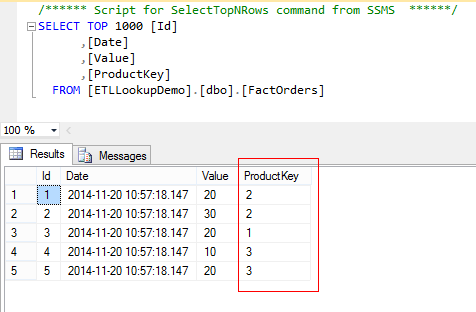 /****** Script for SelectTopNRows command from SSMS ******/
SELECT TOP 1000 [Id]
,[Date]
,[Value]
,[ProductKey]
FROM [ETLLookupDemo].[dbo].[FactOrders]
100 %
Results Messages
Id Date Value ProductKey
1 1 2014-11-20 10:57:18.147 20 2
2 2 2014-11-20 10:57:18.147 30 2
3 3 2014-11-20 10:57:18.147 20 1
4 4 2014-11-20 10:57:18.147 10 3
5 5 2014-11-20 10:57:18.147 20 3